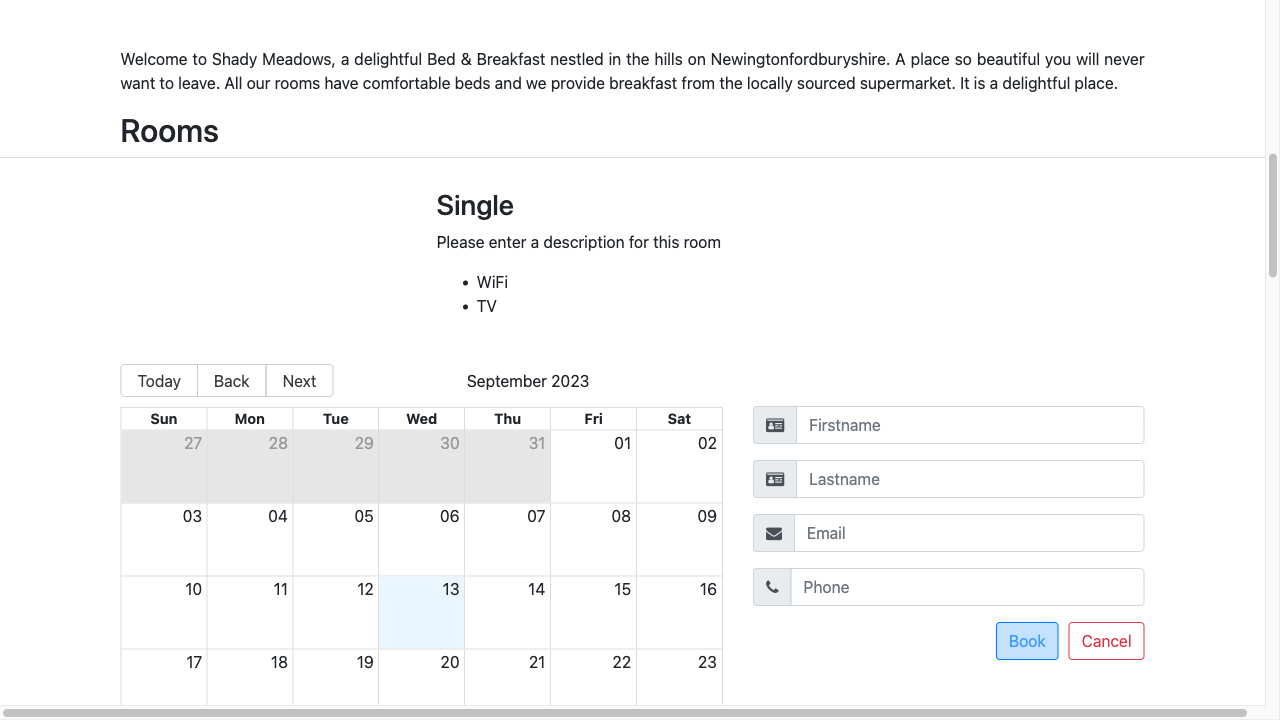 Welcome to Shady Meadows, a delightful Bed & Breakfast nestled in the hills on Newingtonfordburyshire. A place so beautiful you will never
want to leave. All our rooms have comfortable beds and we provide breakfast from the locally sourced supermarket. It is a delightful place.
Rooms
Single
Please enter a description for this room
• WiFi
• TV
Today Back Next September 2023
Sun Mon Tue Wed Thu Fri Sat
27 28 29 30 31 01 02
03 04 05 06 07 08 09
10 11 12 13 14 15 16
17 18 19 20 21 22 23
Firstname
Lastname
Email
Phone
Book Cancel